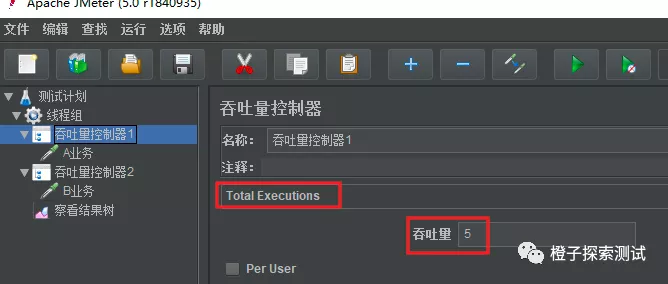 Apache JMeter (5.0 r1840935)
文件 编辑 查找 运行 选项 帮助
测试计划
线程组
吞吐量控制器1
A业务
吞吐量控制器2
B业务
察看结果树
吞吐量控制器
名称: 吞吐量控制器1
注释:
Total Executions
吞吐量 5
Per User
橙子探索测试